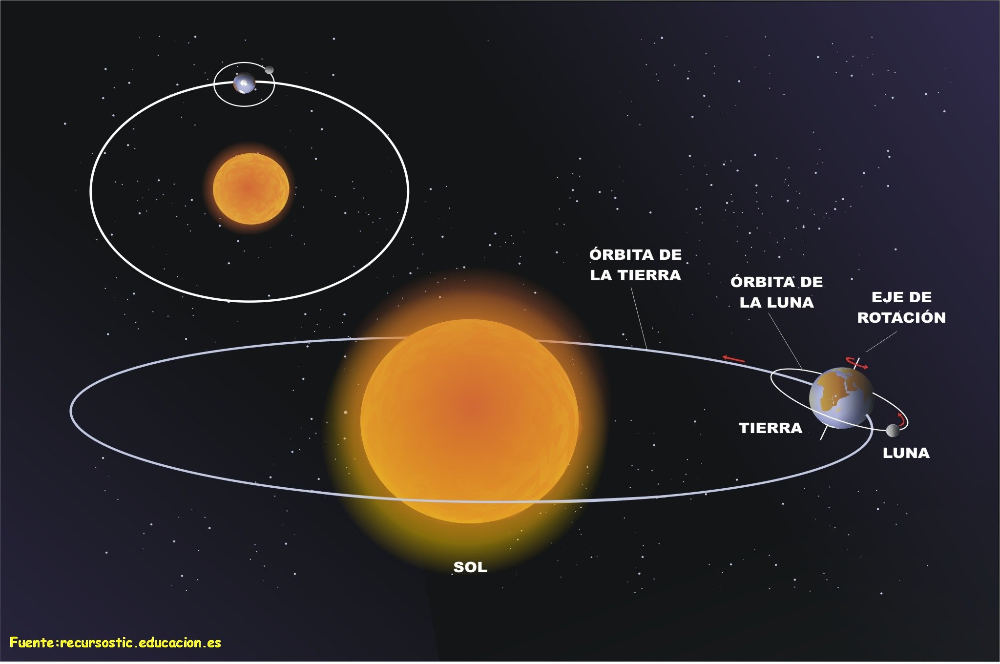 ÓRBITA DE
LA TIERRA
ÓRBITA DE
LA LUNA
EJE DE
ROTACIÓN
TIERRA
LUNA
SOL
Fuente:recursostic.educacion.es